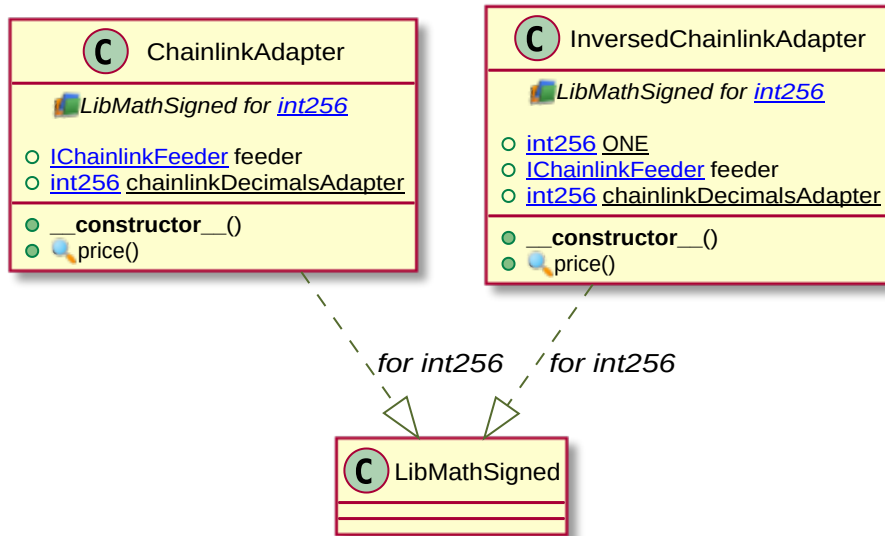 C ChainlinkAdapter
LibMathSigned for int256
IChainlinkFeeder feeder
int256 chainlinkDecimalsAdapter
__constructor__()
price()
C InversedChainlinkAdapter
LibMathSigned for int256
int256 ONE
IChainlinkFeeder feeder
int256 chainlinkDecimalsAdapter
__constructor__()
price()
for int256
for int256
C LibMathSigned